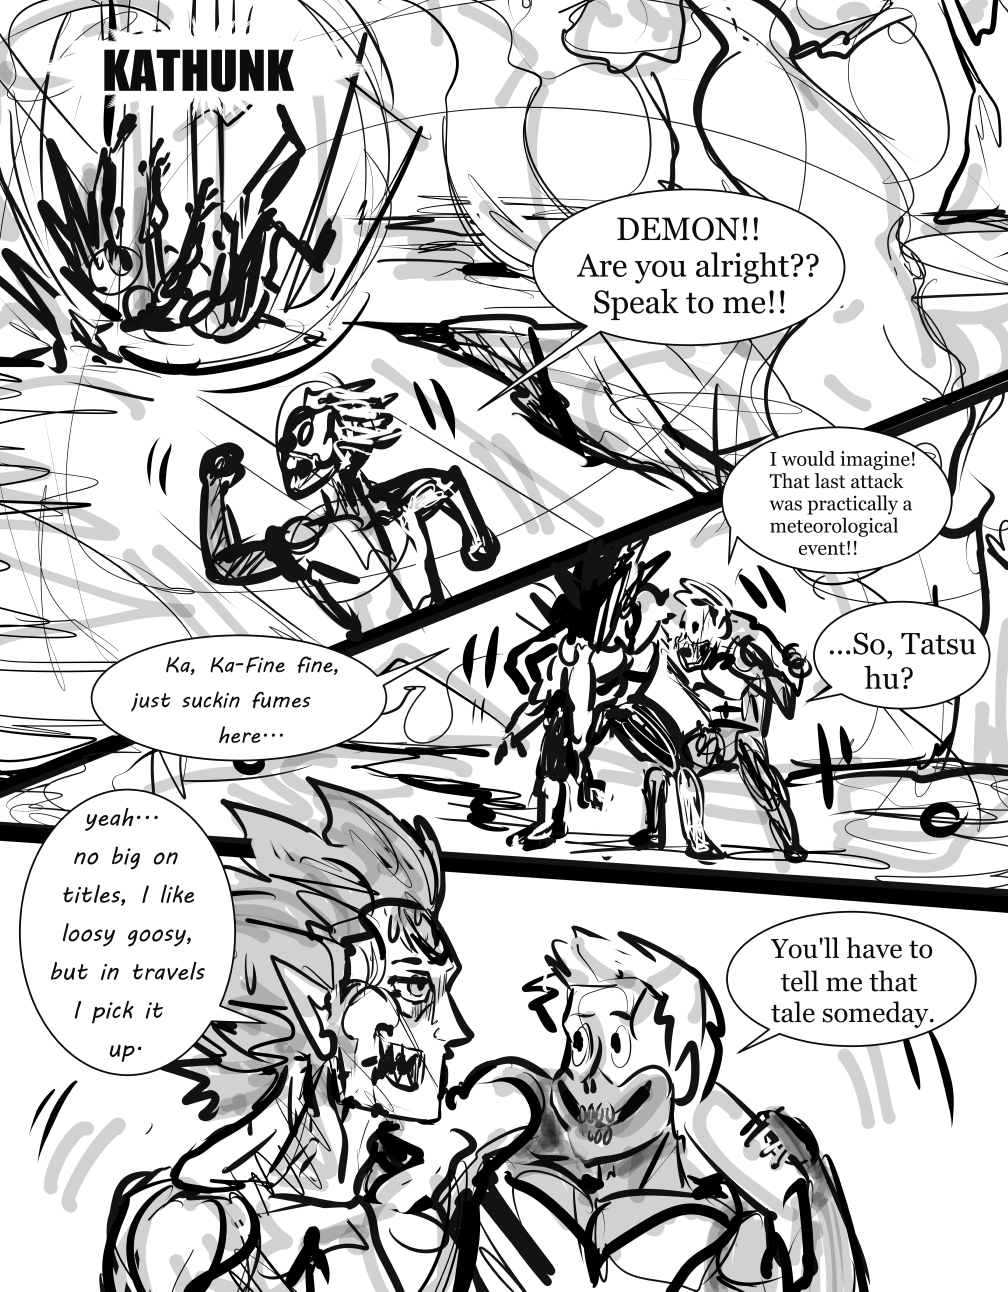 KATHUNK
DEMON!!
Are you alright??
Speak to me!!
I would imagine!
That last attack
was practically a
meteorological
event!!
Ka, Ka-Fine fine,
just suckin fumes
here...
...So, Tatsu
hu?
yeah...
no big on
titles, I like
loosy goosy,
but in travels
I pick it
up.
You'll have to
tell me that
tale someday.